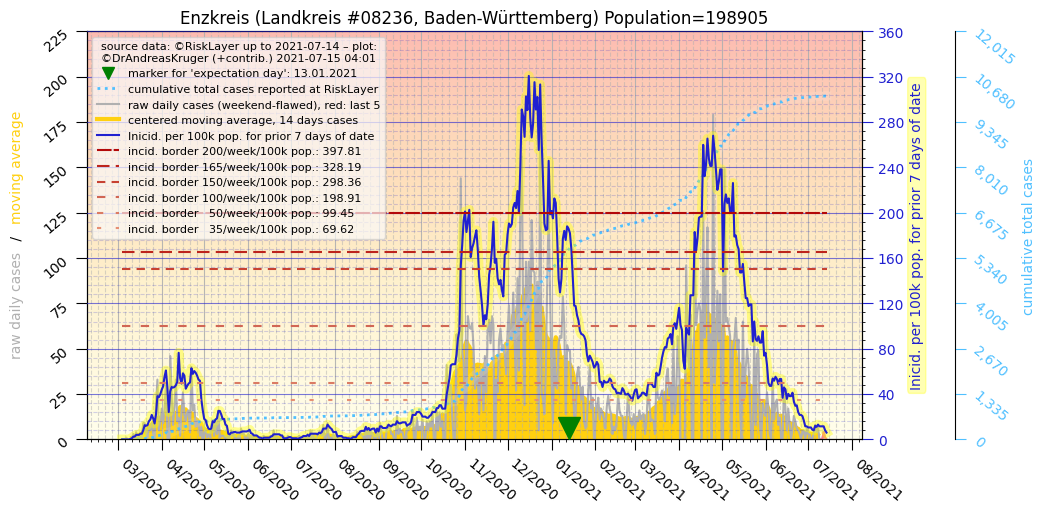 Enzkreis (Landkreis #08236, Baden-Württemberg) Population=198905
source data: ©RiskLayer up to 2021-07-14 – plot:
©DrAndreasKruger (+contrib.) 2021-07-15 04:01
marker for 'expectation day': 13.01.2021
cumulative total cases reported at RiskLayer
raw daily cases (weekend-flawed), red: last 5
centered moving average, 14 days cases
Inicid. per 100k pop. for prior 7 days of date
incid. border 200/week/100k pop.: 397.81
incid. border 165/week/100k pop.: 328.19
incid. border 150/week/100k pop.: 298.36
incid. border 100/week/100k pop.: 198.91
incid. border   50/week/100k pop.: 99.45
incid. border   35/week/100k pop.: 69.62
raw daily cases / moving average
225
200
175
150
125
100
75
50
25
0
03/2020
04/2020
05/2020
06/2020
07/2020
08/2020
09/2020
10/2020
11/2020
12/2020
01/2021
02/2021
03/2021
04/2021
05/2021
06/2021
07/2021
08/2021
360
320
280
240
200
160
120
80
40
0
Inicid. per 100k pop. for prior 7 days of date
12,015
10,680
9,345
8,010
6,675
5,340
4,005
2,670
1,335
0
cumulative total cases